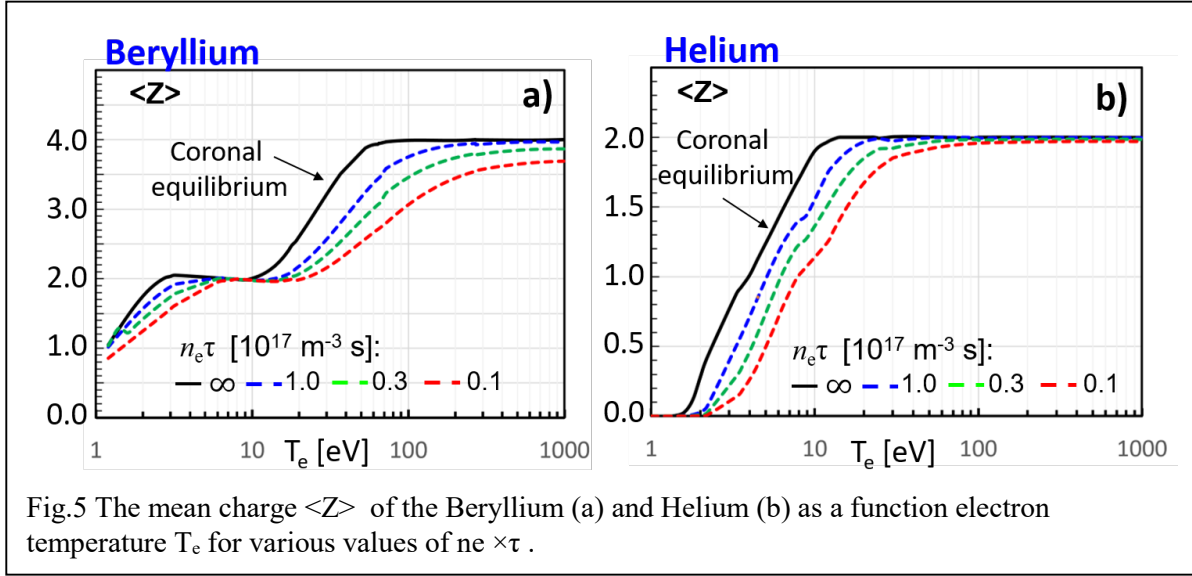 Beryllium
<Z>
a)
Coronal
equilibrium
4.0
3.0
2.0
1.0
0.0
nₑτ [10¹⁷ m⁻³ s]:
∞ 1.0 0.3 0.1
1 10 100 1000
Tₑ [eV]
Helium
<Z>
b)
Coronal
equilibrium
2.0
1.5
1.0
0.5
0.0
nₑτ [10¹⁷ m⁻³ s]:
∞ 1.0 0.3 0.1
1 10 100 1000
Tₑ [eV]
Fig.5 The mean charge <Z> of the Beryllium (a) and Helium (b) as a function electron
temperature Tₑ for various values of ne ×τ .